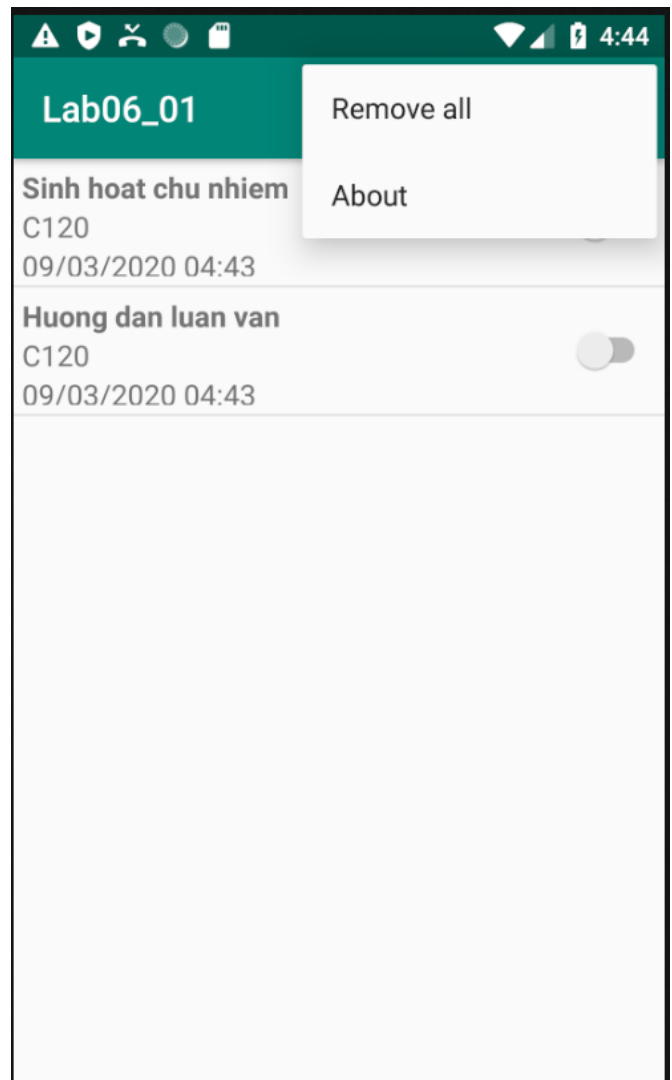 4:44
Lab06_01
Remove all
About
Sinh hoat chu nhiem
C120
09/03/2020 04:43
Huong dan luan van
C120
09/03/2020 04:43